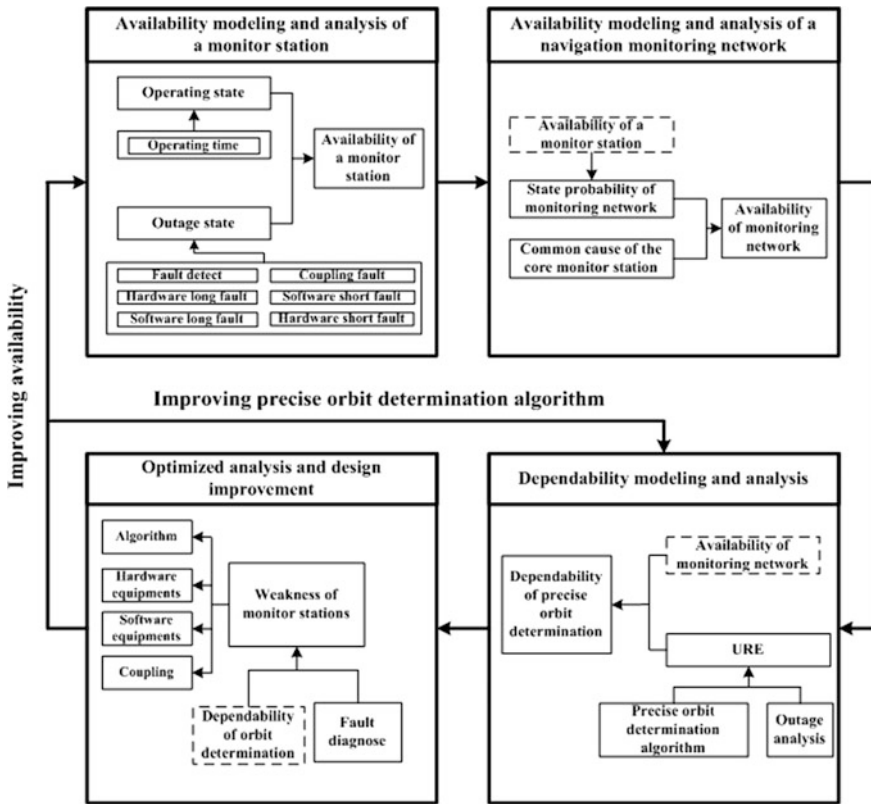 Availability modeling and analysis of
a monitor station
Operating state
Operating time
Availability of
a monitor
station
Outage state
Fault detect
Coupling fault
Hardware long fault
Software short fault
Software long fault
Hardware short fault
Availability modeling and analysis of a
navigation monitoring network
Availability of a
monitor station
State probability of
monitoring network
Common cause of the
core monitor station
Availability
of monitoring
network
Improving availability
Improving precise orbit determination algorithm
Optimized analysis and design
improvement
Algorithm
Hardware
equipments
Software
equipments
Coupling
Weakness of
monitor stations
Dependability
of orbit
determination
Fault
diagnose
Dependability modeling and analysis
Availability of
monitoring network
Dependability
of precise
orbit
determination
URE
Precise orbit
determination
algorithm
Outage
analysis